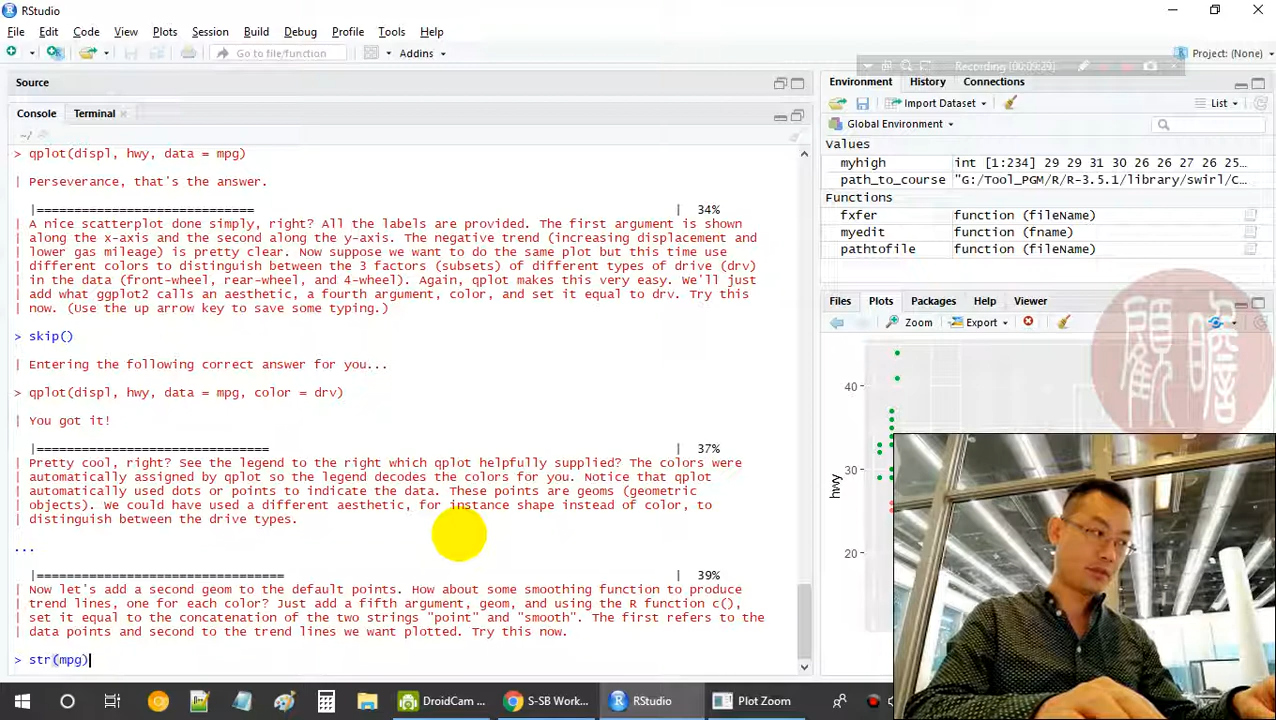 RStudio
File Edit Code View Plots Session Build Debug Profile Tools Help
Go to file/function
Addins
Recording [00:09:29]
Project: (None)
Source
Console Terminal
~/
> qplot(displ, hwy, data = mpg)
| Perseverance, that's the answer.
|============================= | 34%
| A nice scatterplot done simply, right? All the labels are provided. The first argument is shown
| along the x-axis and the second along the y-axis. The negative trend (increasing displacement and
| lower gas mileage) is pretty clear. Now suppose we want to do the same plot but this time use
| different colors to distinguish between the 3 factors (subsets) of different types of drive (drv)
| in the data (front-wheel, rear-wheel, and 4-wheel). Again, qplot makes this very easy. We'll just
| add what ggplot2 calls an aesthetic, a fourth argument, color, and set it equal to drv. Try this
| now. (Use the up arrow key to save some typing.)
> skip()
| Entering the following correct answer for you...
> qplot(displ, hwy, data = mpg, color = drv)
| You got it!
|=============================== | 37%
| Pretty cool, right? See the legend to the right which qplot helpfully supplied? The colors were
| automatically assigned by qplot so the legend decodes the colors for you. Notice that qplot
| automatically used dots or points to indicate the data. These points are geoms (geometric
| objects). We could have used a different aesthetic, for instance shape instead of color, to
| distinguish between the drive types.
...
|================================= | 39%
| Now let's add a second geom to the default points. How about some smoothing function to produce
| trend lines, one for each color? Just add a fifth argument, geom, and using the R function c(),
| set it equal to the concatenation of the two strings "point" and "smooth". The first refers to the
| data points and second to the trend lines we want plotted. Try this now.
> str(mpg)
Environment History Connections
Import Dataset
List
Global Environment
Values
myhigh int [1:234] 29 29 31 30 26 26 27 26 25…
path_to_course "G:/Tool_PGM/R/R-3.5.1/library/swirl/C…
Functions
fxfer function (fileName)
myedit function (fname)
pathtofile function (fileName)
Files Plots Packages Help Viewer
Zoom Export
40
30
20
hwy
DroidCam ...
S-SB Work...
RStudio
Plot Zoom